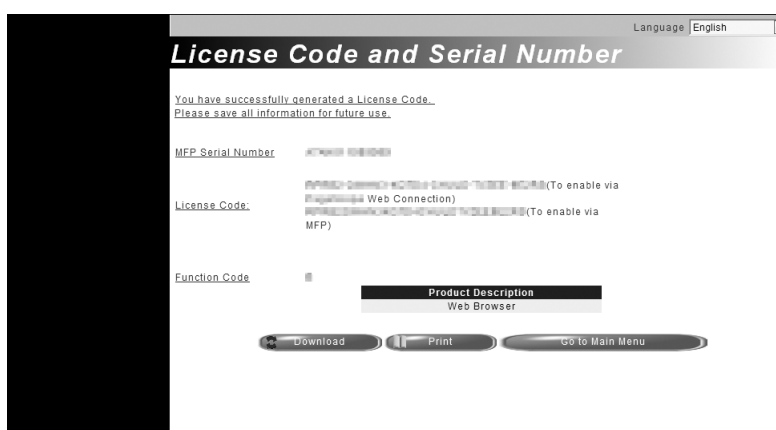 Language English
License Code and Serial Number
You have successfully generated a License Code.
Please save all information for future use.
MFP Serial Number
License Code:
(To enable via
Web Connection)
(To enable via
MFP)
Function Code
Product Description
Web Browser
Download Print Go to Main Menu